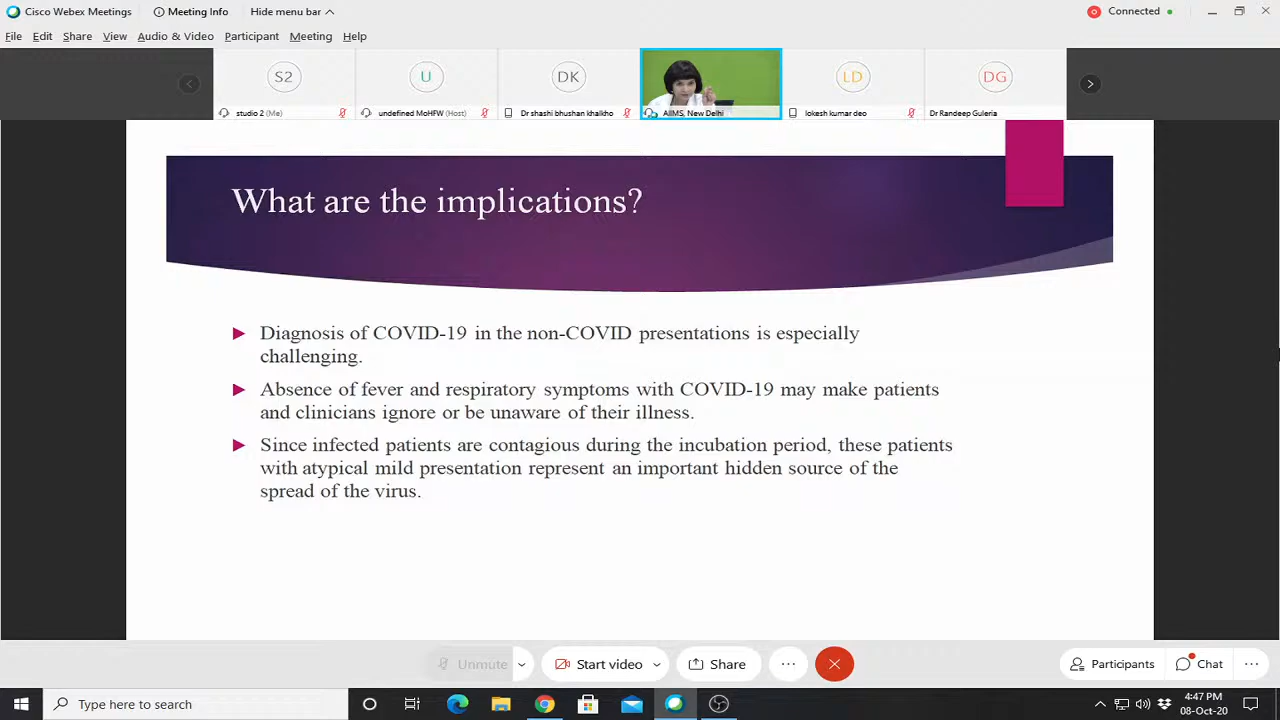 Cisco Webex Meetings
Meeting Info
Hide menu bar
Connected
File Edit Share View Audio & Video Participant Meeting Help
S2 U DK LD DG
studio 2 (Me) undefined MoHFW (Host) Dr shashi bhushan khalkho AIIMS, New Delhi lokesh kumar deo Dr Randeep Guleria
What are the implications?
Diagnosis of COVID-19 in the non-COVID presentations is especially
challenging.
Absence of fever and respiratory symptoms with COVID-19 may make patients
and clinicians ignore or be unaware of their illness.
Since infected patients are contagious during the incubation period, these patients
with atypical mild presentation represent an important hidden source of the
spread of the virus.
Unmute Start video Share Participants Chat
Type here to search
4:47 PM
08-Oct-20